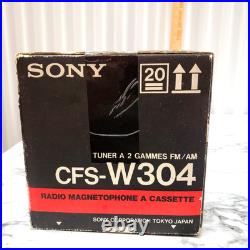 SONY
20
TUNER A 2 GAMMES FM/AM
CFS-W304
RADIO MAGNETOPHONE A CASSETTE
SONY CORPORATION TOKYO JAPAN